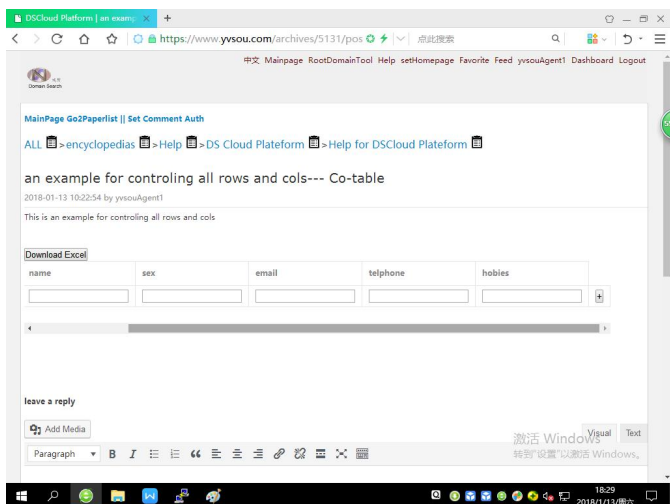 DSCloud Platform | an examp
https://www.yvsou.com/archives/5131/pos
点此搜索
中文 Mainpage RootDomainTool Help setHomepage Favorite Feed yvsouAgent1 Dashboard Logout
Domain Search
MainPage Go2Paperlist || Set Comment Auth
ALL >encyclopedias >Help >DS Cloud Plateform >Help for DSCloud Plateform
an example for controling all rows and cols--- Co-table
2018-01-13 10:22:54 by yvsouAgent1
This is an example for controling all rows and cols
Download Excel
name sex email telphone hobies
+
leave a reply
Add Media
Visual Text
激活 Windows
Paragraph B I
转到"设置"以激活 Windows。
18:29
2018/1/13/周六